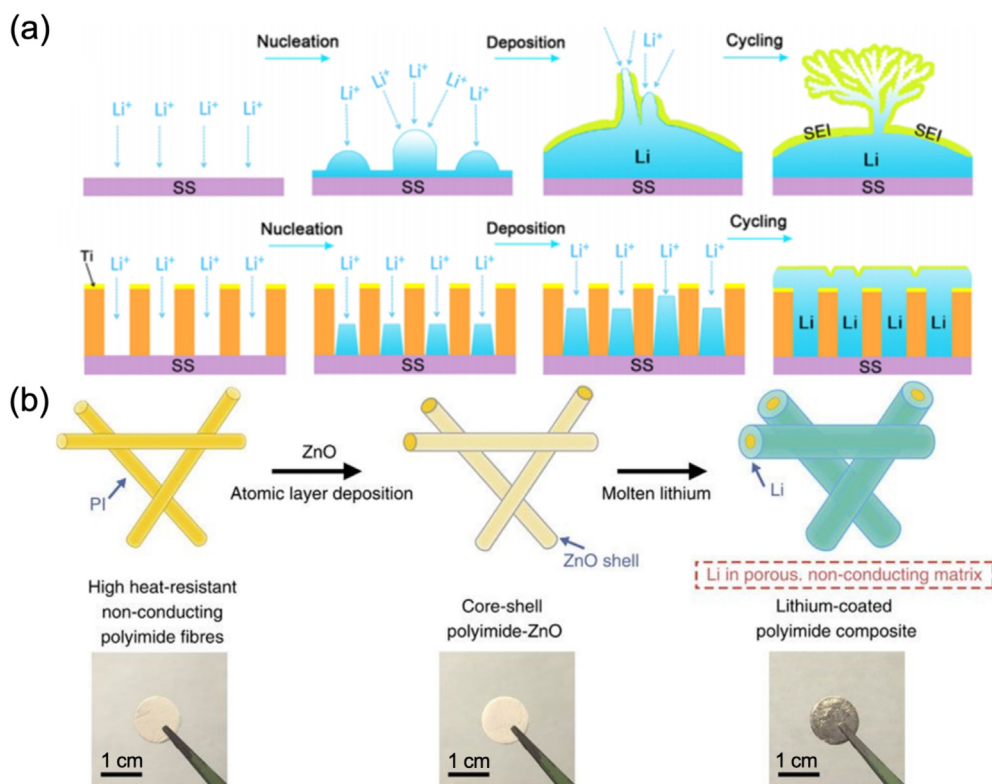 (a)
Nucleation
Deposition
Cycling
Li⁺ Li⁺ Li⁺ Li⁺
Li⁺ Li⁺ Li⁺ Li⁺ Li⁺
Li⁺
Li
SEI SEI
Li
SS
SS
SS
SS
Nucleation
Deposition
Cycling
Ti
Li⁺ Li⁺ Li⁺ Li⁺
Li⁺ Li⁺ Li⁺ Li⁺
Li⁺ Li⁺ Li⁺ Li⁺
Li Li Li Li
SS
SS
SS
SS
(b)
PI
ZnO
Atomic layer deposition
ZnO shell
Molten lithium
Li
Li in porous. non-conducting matrix
High heat-resistant
non-conducting
polyimide fibres
Core-shell
polyimide-ZnO
Lithium-coated
polyimide composite
1 cm
1 cm
1 cm